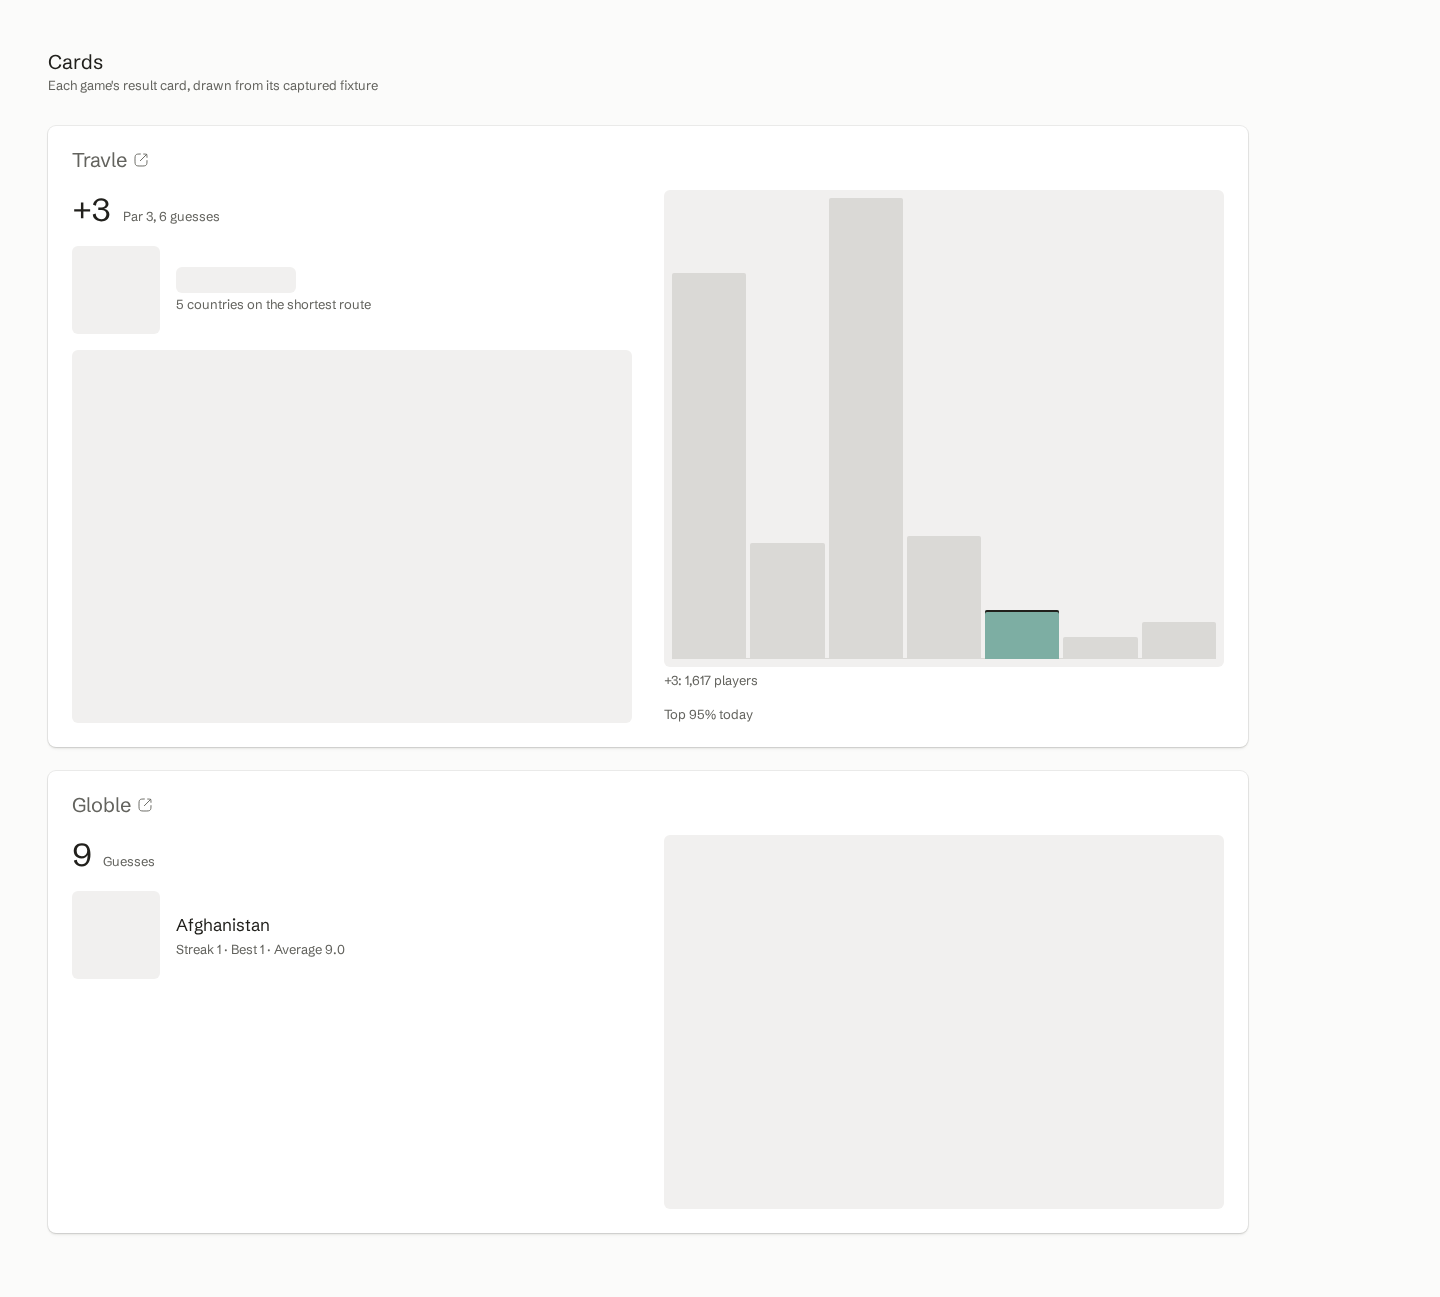 Cards
Each game's result card, drawn from its captured fixture
Travle
+3 Par 3, 6 guesses
5 countries on the shortest route
+3: 1,617 players
Top 95% today
Globle
9 Guesses
Afghanistan
Streak 1 · Best 1 · Average 9.0